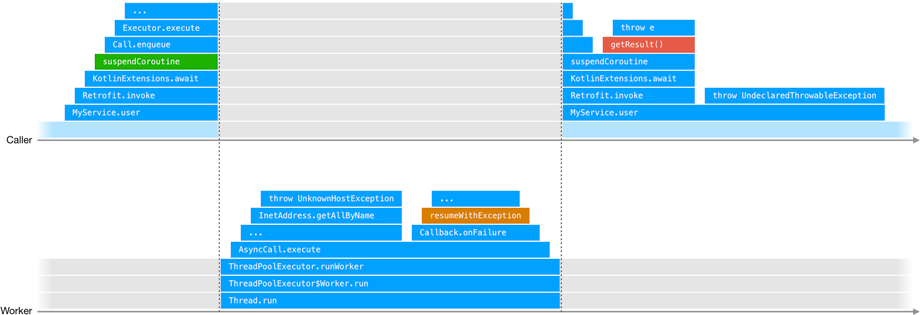 ...
Executor.execute
Call.enqueue
suspendCoroutine
KotlinExtensions.await
Retrofit.invoke
MyService.user
throw e
getResult()
suspendCoroutine
KotlinExtensions.await
Retrofit.invoke
throw UndeclaredThrowableException
MyService.user
Caller
throw UnknownHostException
...
InetAddress.getAllByName
resumeWithException
...
Callback.onFailure
AsyncCall.execute
ThreadPoolExecutor.runWorker
ThreadPoolExecutor$Worker.run
Thread.run
Worker